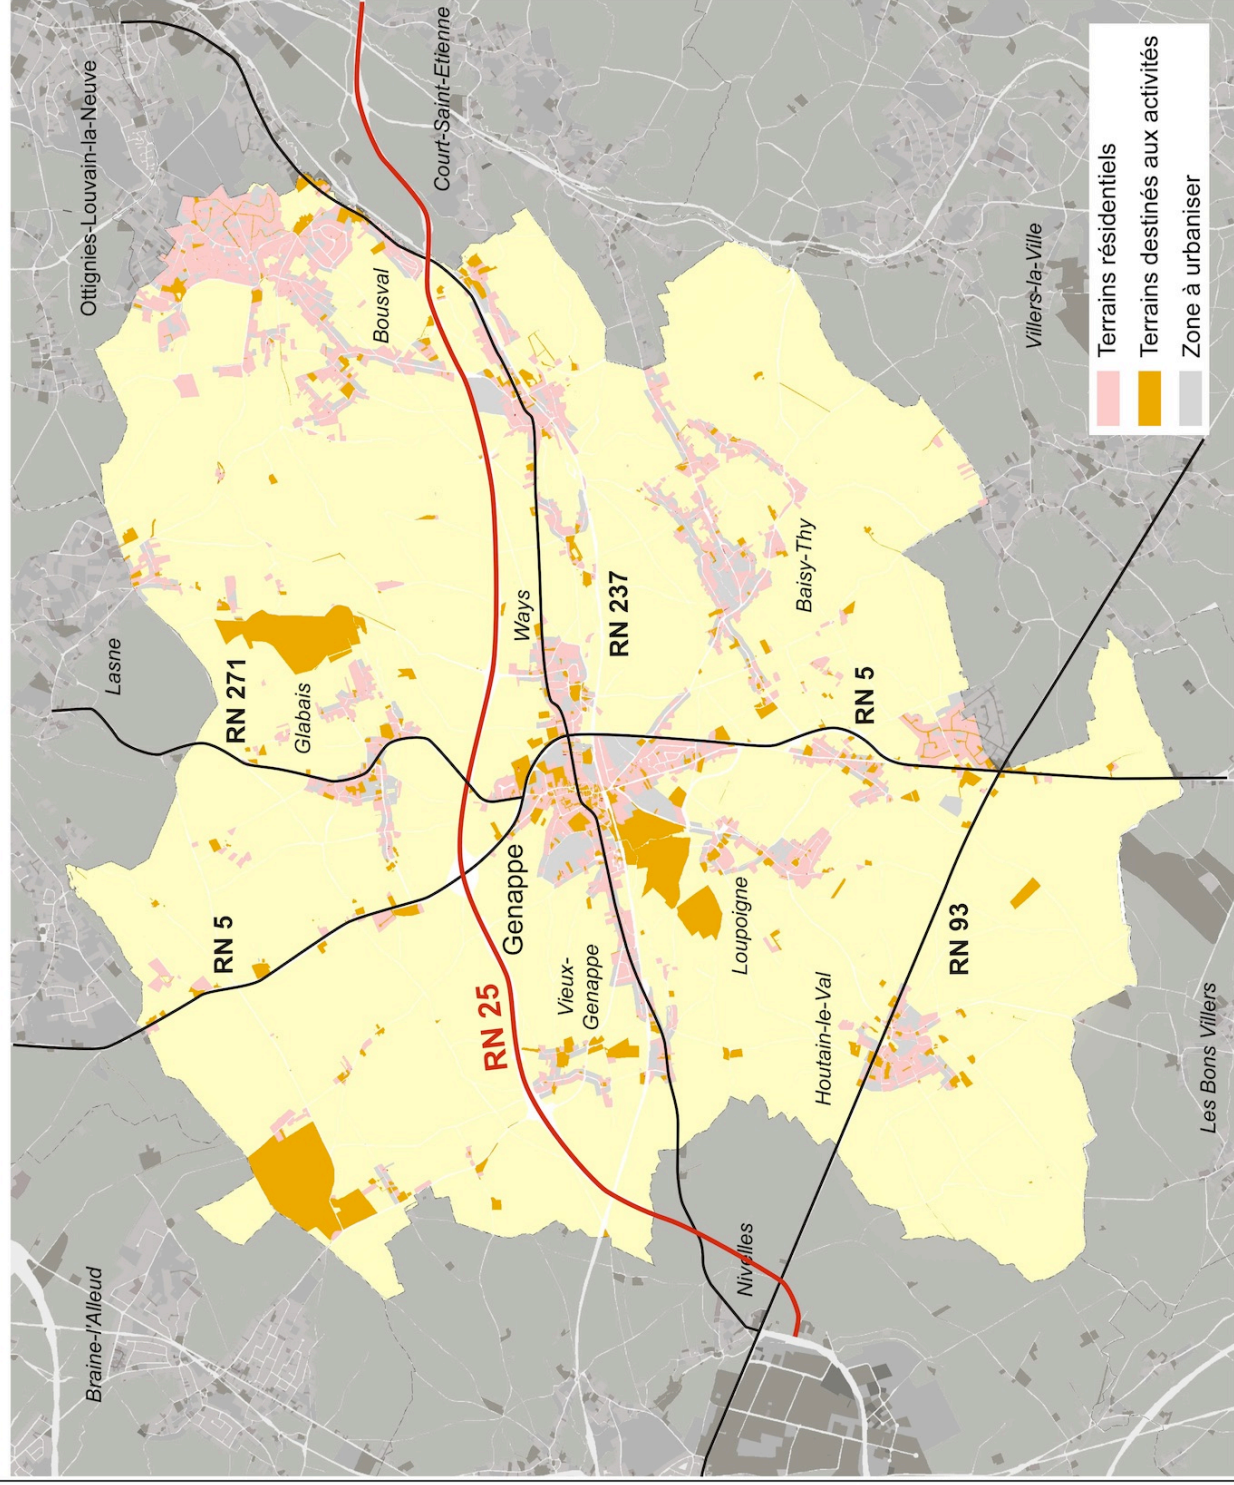 Braine-l'Alleud
Ottignies-Louvain-la-Neuve
Lasne
RN 5
RN 271
Glabais
Bousval
Court-Saint-Etienne
RN 25
Genappe
Ways
Vieux-
Genappe
RN 237
Nivelles
Loupoigne
Baisy-Thy
Houtain-le-Val
RN 5
RN 93
Villers-la-Ville
Les Bons Villers
Terrains résidentiels
Terrains destinés aux activités
Zone à urbaniser